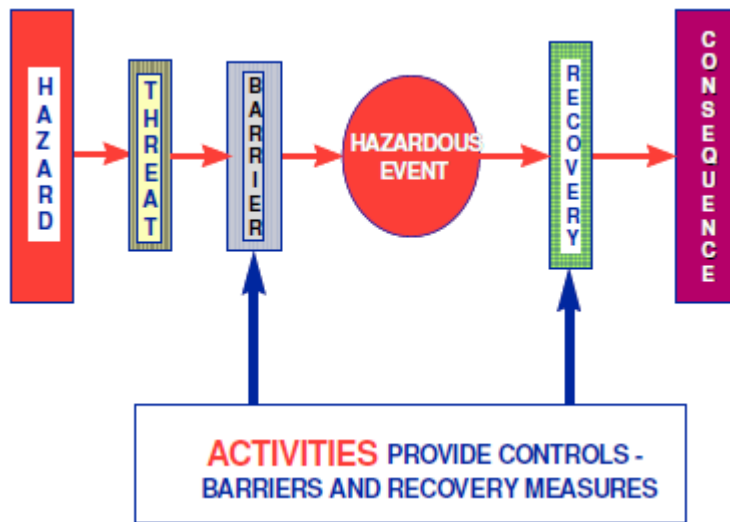 HAZARD
THREAT
BARRIER
HAZARDOUS
EVENT
RECOVERY
CONSEQUENCE
ACTIVITIES PROVIDE CONTROLS -
BARRIERS AND RECOVERY MEASURES